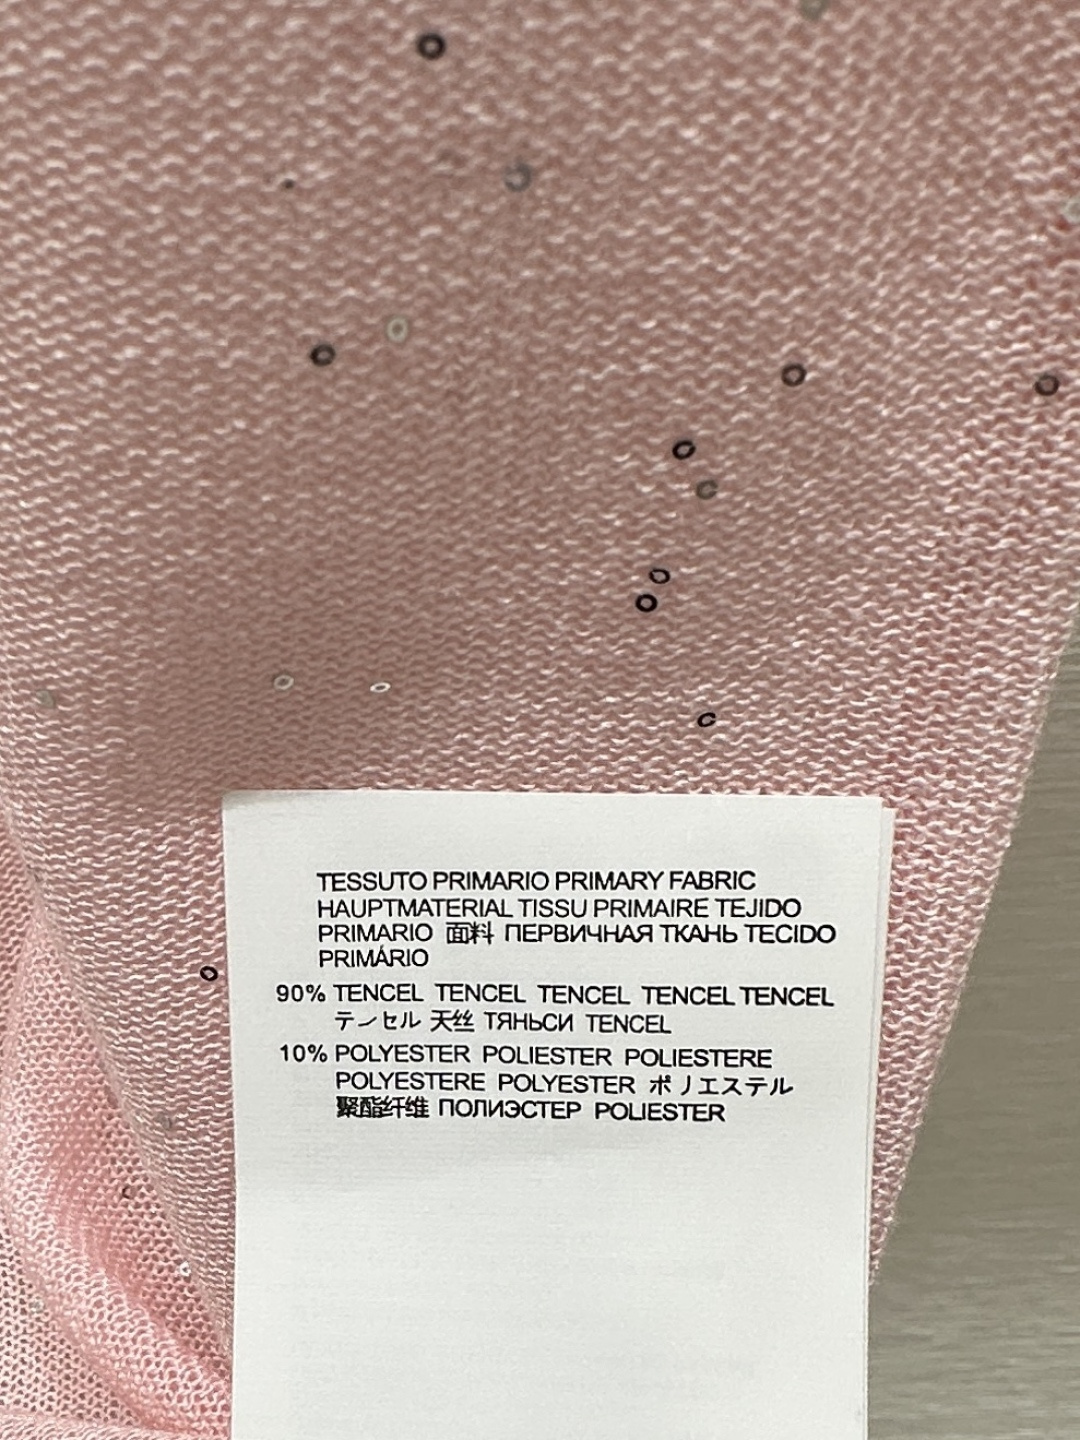 TESSUTO PRIMARIO PRIMARY FABRIC
HAUPTMATERIAL TISSU PRIMAIRE TEJIDO
PRIMARIO 面料 ПЕРВИЧНАЯ ТКАНЬ TECIDO
PRIMÁRIO
90% TENCEL TENCEL TENCEL TENCEL TENCEL
テンセル 天丝 ТЯНЬСИ TENCEL
10% POLYESTER POLIESTER POLIESTERE
POLYESTERE POLYESTER ポリエステル
聚酯纤维 ПОЛИЭСТЕР POLIESTER